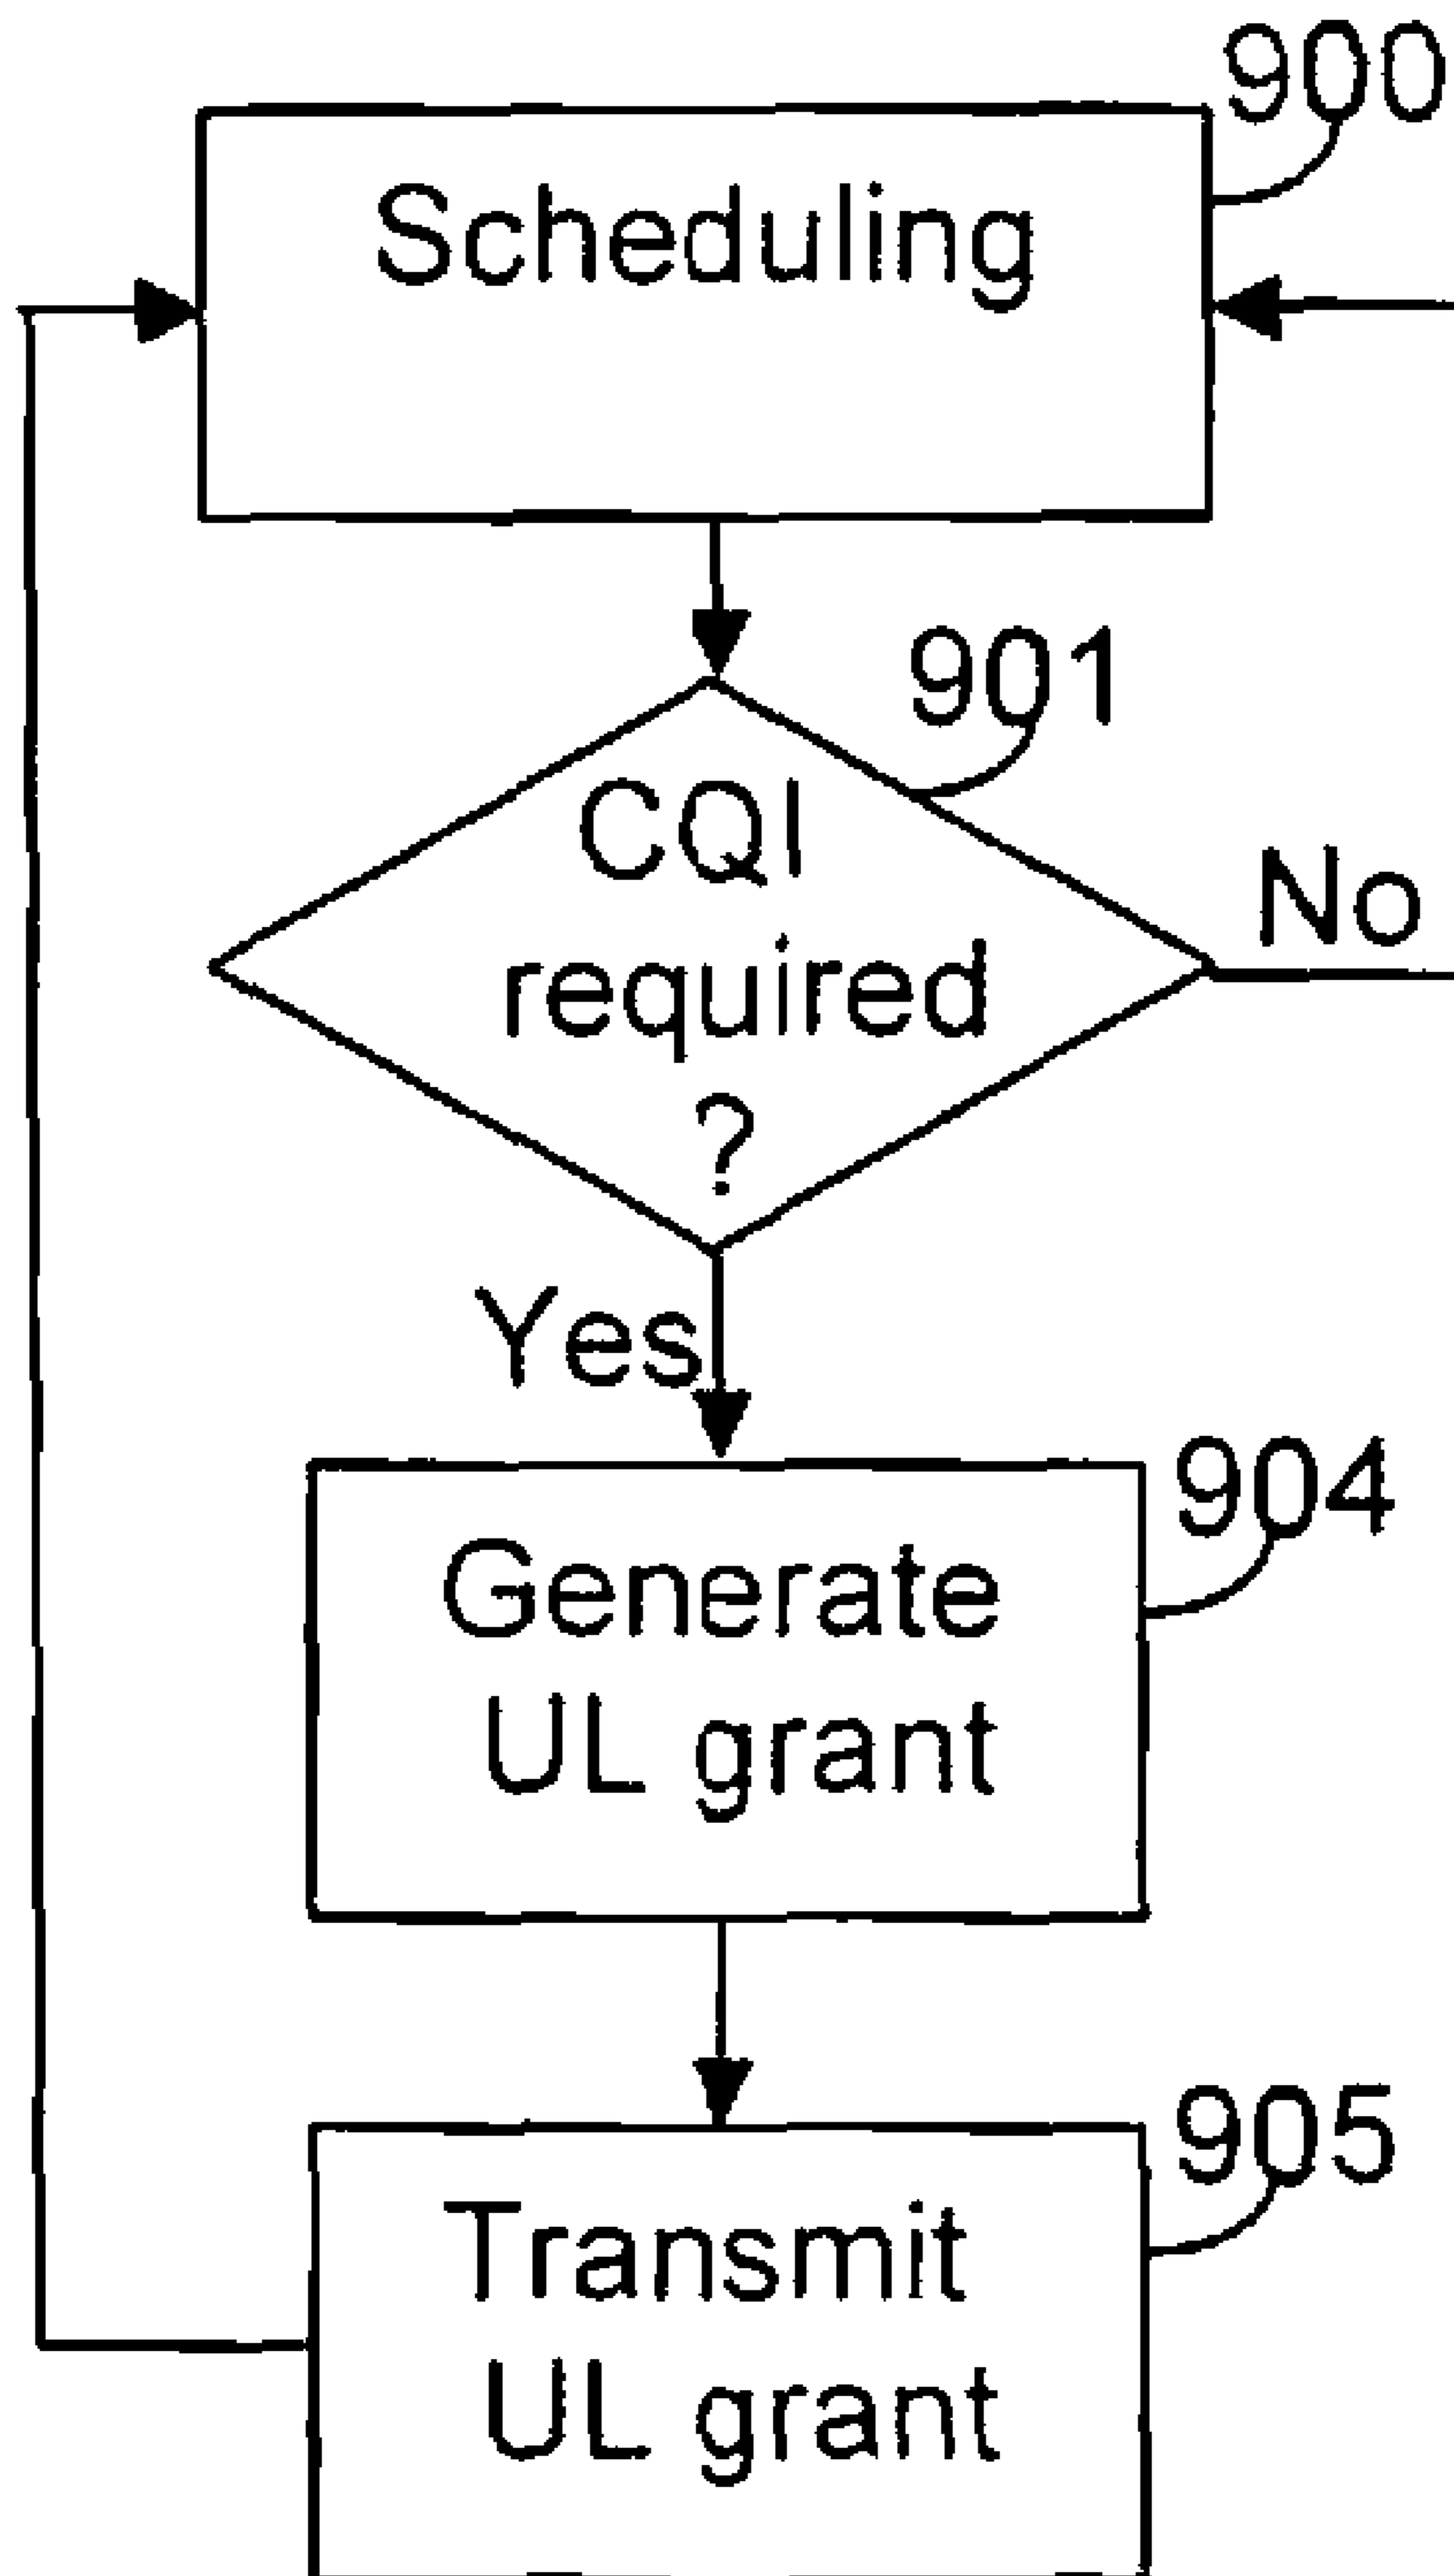 900
Scheduling
901
CQI
required
?
No
Yes
904
Generate
UL grant
905
Transmit
UL grant